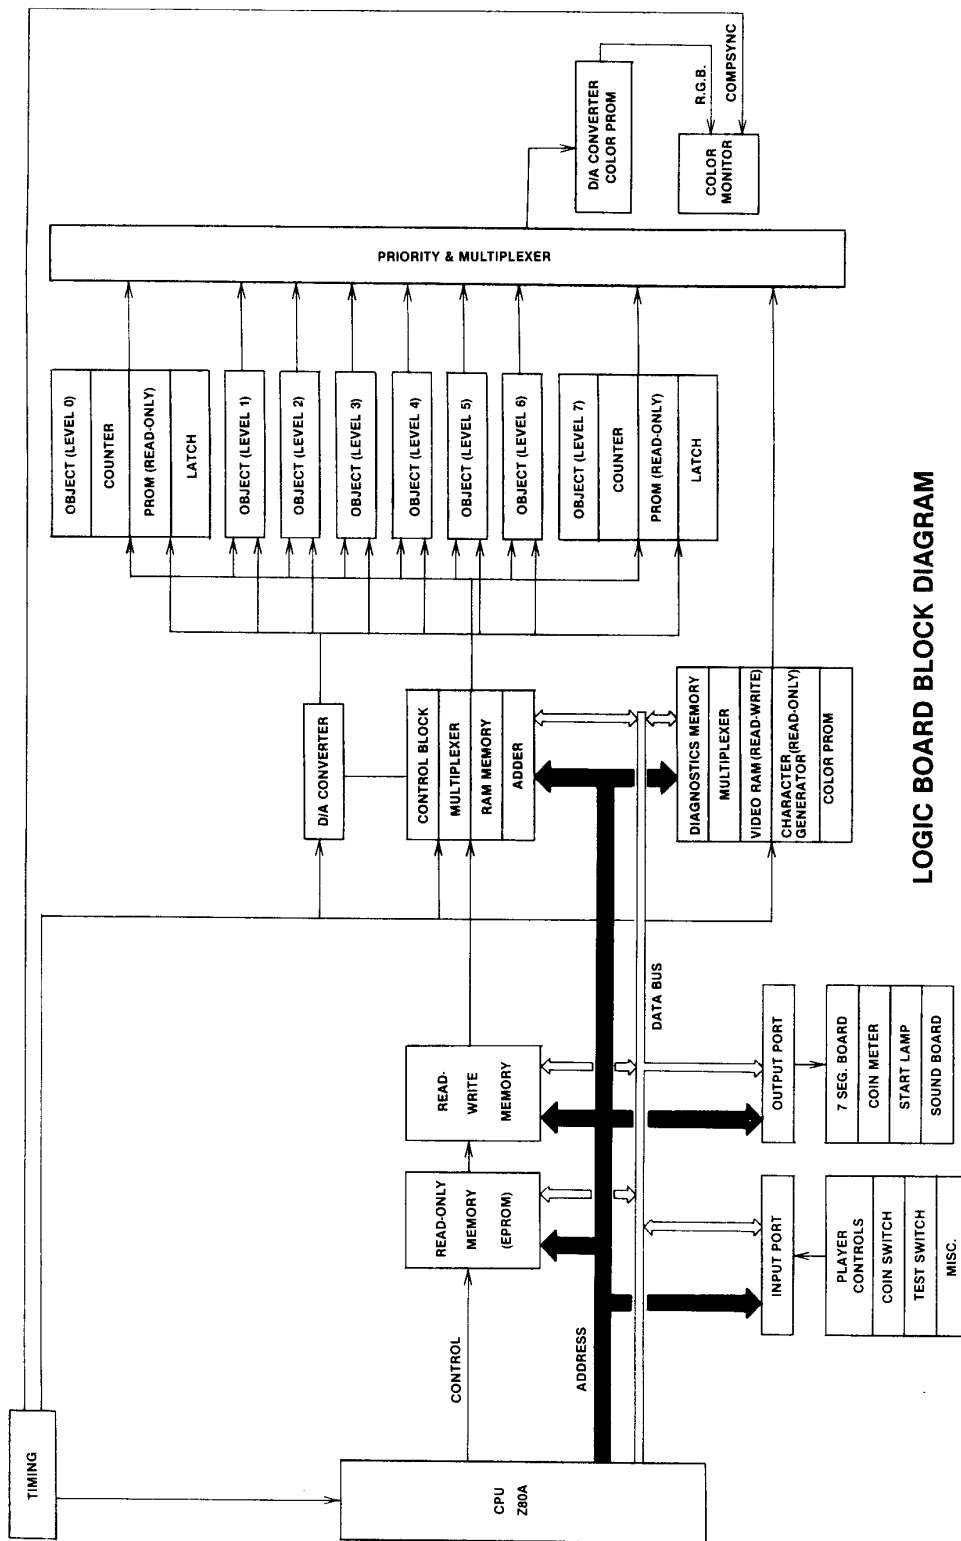 TIMING
CPU
Z80A
CONTROL
ADDRESS
DATA BUS
READ-ONLY
MEMORY
(EPROM)
READ-
WRITE
MEMORY
INPUT PORT
PLAYER
CONTROLS
COIN SWITCH
TEST SWITCH
MISC.
OUTPUT PORT
7 SEG. BOARD
COIN METER
START LAMP
SOUND BOARD
D/A CONVERTER
CONTROL BLOCK
MULTIPLEXER
RAM MEMORY
ADDER
DIAGNOSTICS MEMORY
MULTIPLEXER
VIDEO RAM (READ-WRITE)
CHARACTER (READ-ONLY)
GENERATOR
COLOR PROM
OBJECT (LEVEL 0)
COUNTER
PROM (READ-ONLY)
LATCH
OBJECT (LEVEL 1)
OBJECT (LEVEL 2)
OBJECT (LEVEL 3)
OBJECT (LEVEL 4)
OBJECT (LEVEL 5)
OBJECT (LEVEL 6)
OBJECT (LEVEL 7)
COUNTER
PROM (READ-ONLY)
LATCH
PRIORITY & MULTIPLEXER
D/A CONVERTER
COLOR PROM
R.G.B.
COMPSYNC
COLOR
MONITOR
LOGIC BOARD BLOCK DIAGRAM